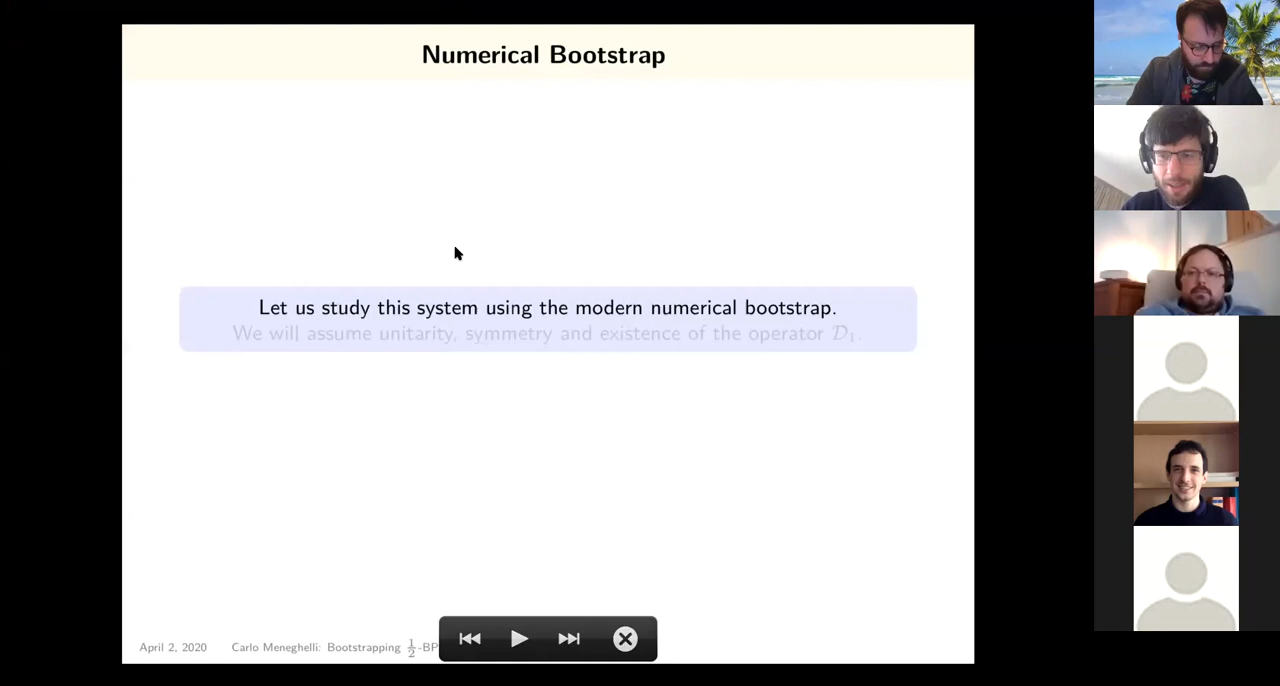 Numerical Bootstrap
Let us study this system using the modern numerical bootstrap.
We will assume unitarity, symmetry and existence of the operator 𝒟₁.
April 2, 2020 Carlo Meneghelli: Bootstrapping ½-BP